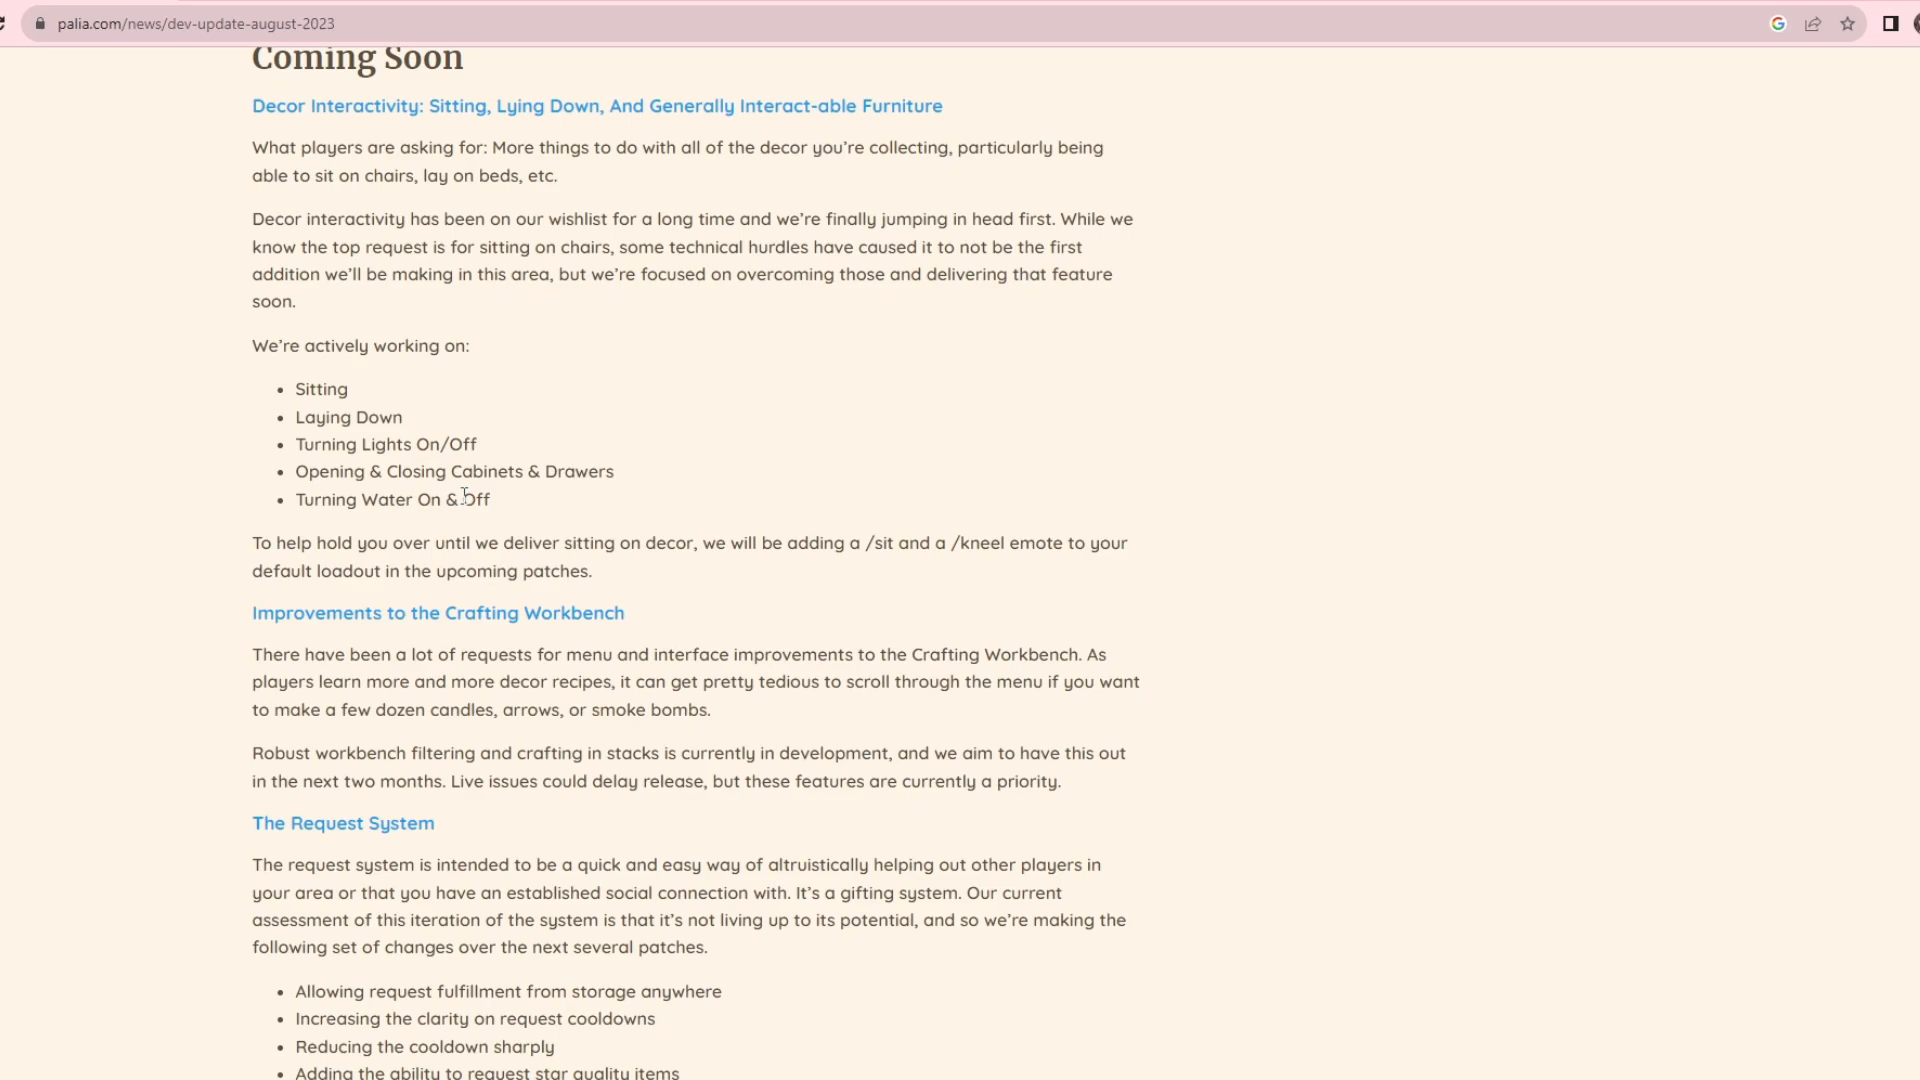 palia.com/news/dev-update-august-2023
Coming Soon
Decor Interactivity: Sitting, Lying Down, And Generally Interact-able Furniture
What players are asking for: More things to do with all of the decor you’re collecting, particularly being
able to sit on chairs, lay on beds, etc.
Decor interactivity has been on our wishlist for a long time and we’re finally jumping in head first. While we
know the top request is for sitting on chairs, some technical hurdles have caused it to not be the first
addition we’ll be making in this area, but we’re focused on overcoming those and delivering that feature
soon.
We’re actively working on:
• Sitting
• Laying Down
• Turning Lights On/Off
• Opening & Closing Cabinets & Drawers
• Turning Water On & Off
To help hold you over until we deliver sitting on decor, we will be adding a /sit and a /kneel emote to your
default loadout in the upcoming patches.
Improvements to the Crafting Workbench
There have been a lot of requests for menu and interface improvements to the Crafting Workbench. As
players learn more and more decor recipes, it can get pretty tedious to scroll through the menu if you want
to make a few dozen candles, arrows, or smoke bombs.
Robust workbench filtering and crafting in stacks is currently in development, and we aim to have this out
in the next two months. Live issues could delay release, but these features are currently a priority.
The Request System
The request system is intended to be a quick and easy way of altruistically helping out other players in
your area or that you have an established social connection with. It’s a gifting system. Our current
assessment of this iteration of the system is that it’s not living up to its potential, and so we’re making the
following set of changes over the next several patches.
• Allowing request fulfillment from storage anywhere
• Increasing the clarity on request cooldowns
• Reducing the cooldown sharply
• Adding the ability to request star quality items